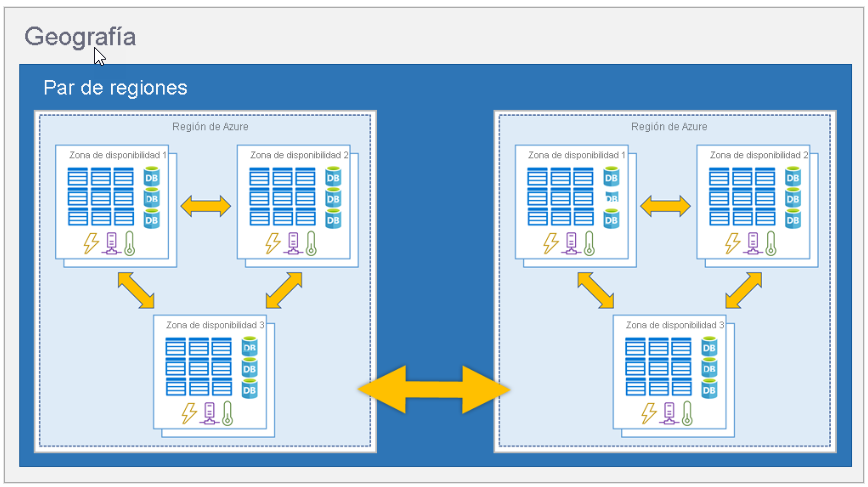 Geografía
Par de regiones
Región de Azure
Zona de disponibilidad 1
DB
DB
DB
Zona de disponibilidad 2
DB
DB
DB
Zona de disponibilidad 3
DB
DB
DB
Región de Azure
Zona de disponibilidad 1
DB
DB
DB
Zona de disponibilidad 2
DB
DB
DB
Zona de disponibilidad 3
DB
DB
DB